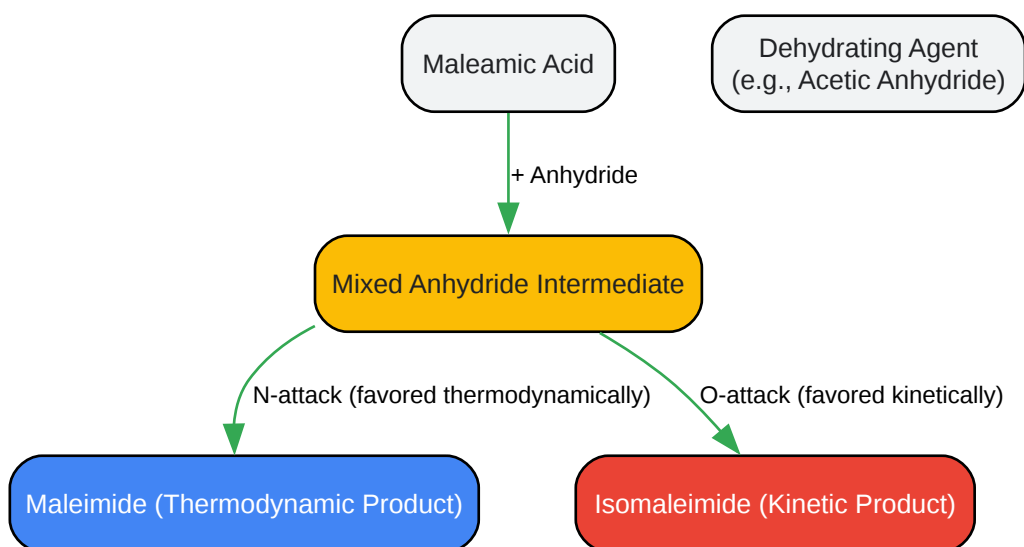 Maleamic Acid
Dehydrating Agent
(e.g., Acetic Anhydride)
+ Anhydride
Mixed Anhydride Intermediate
N-attack (favored thermodynamically)
O-attack (favored kinetically)
Maleimide (Thermodynamic Product)
Isomaleimide (Kinetic Product)